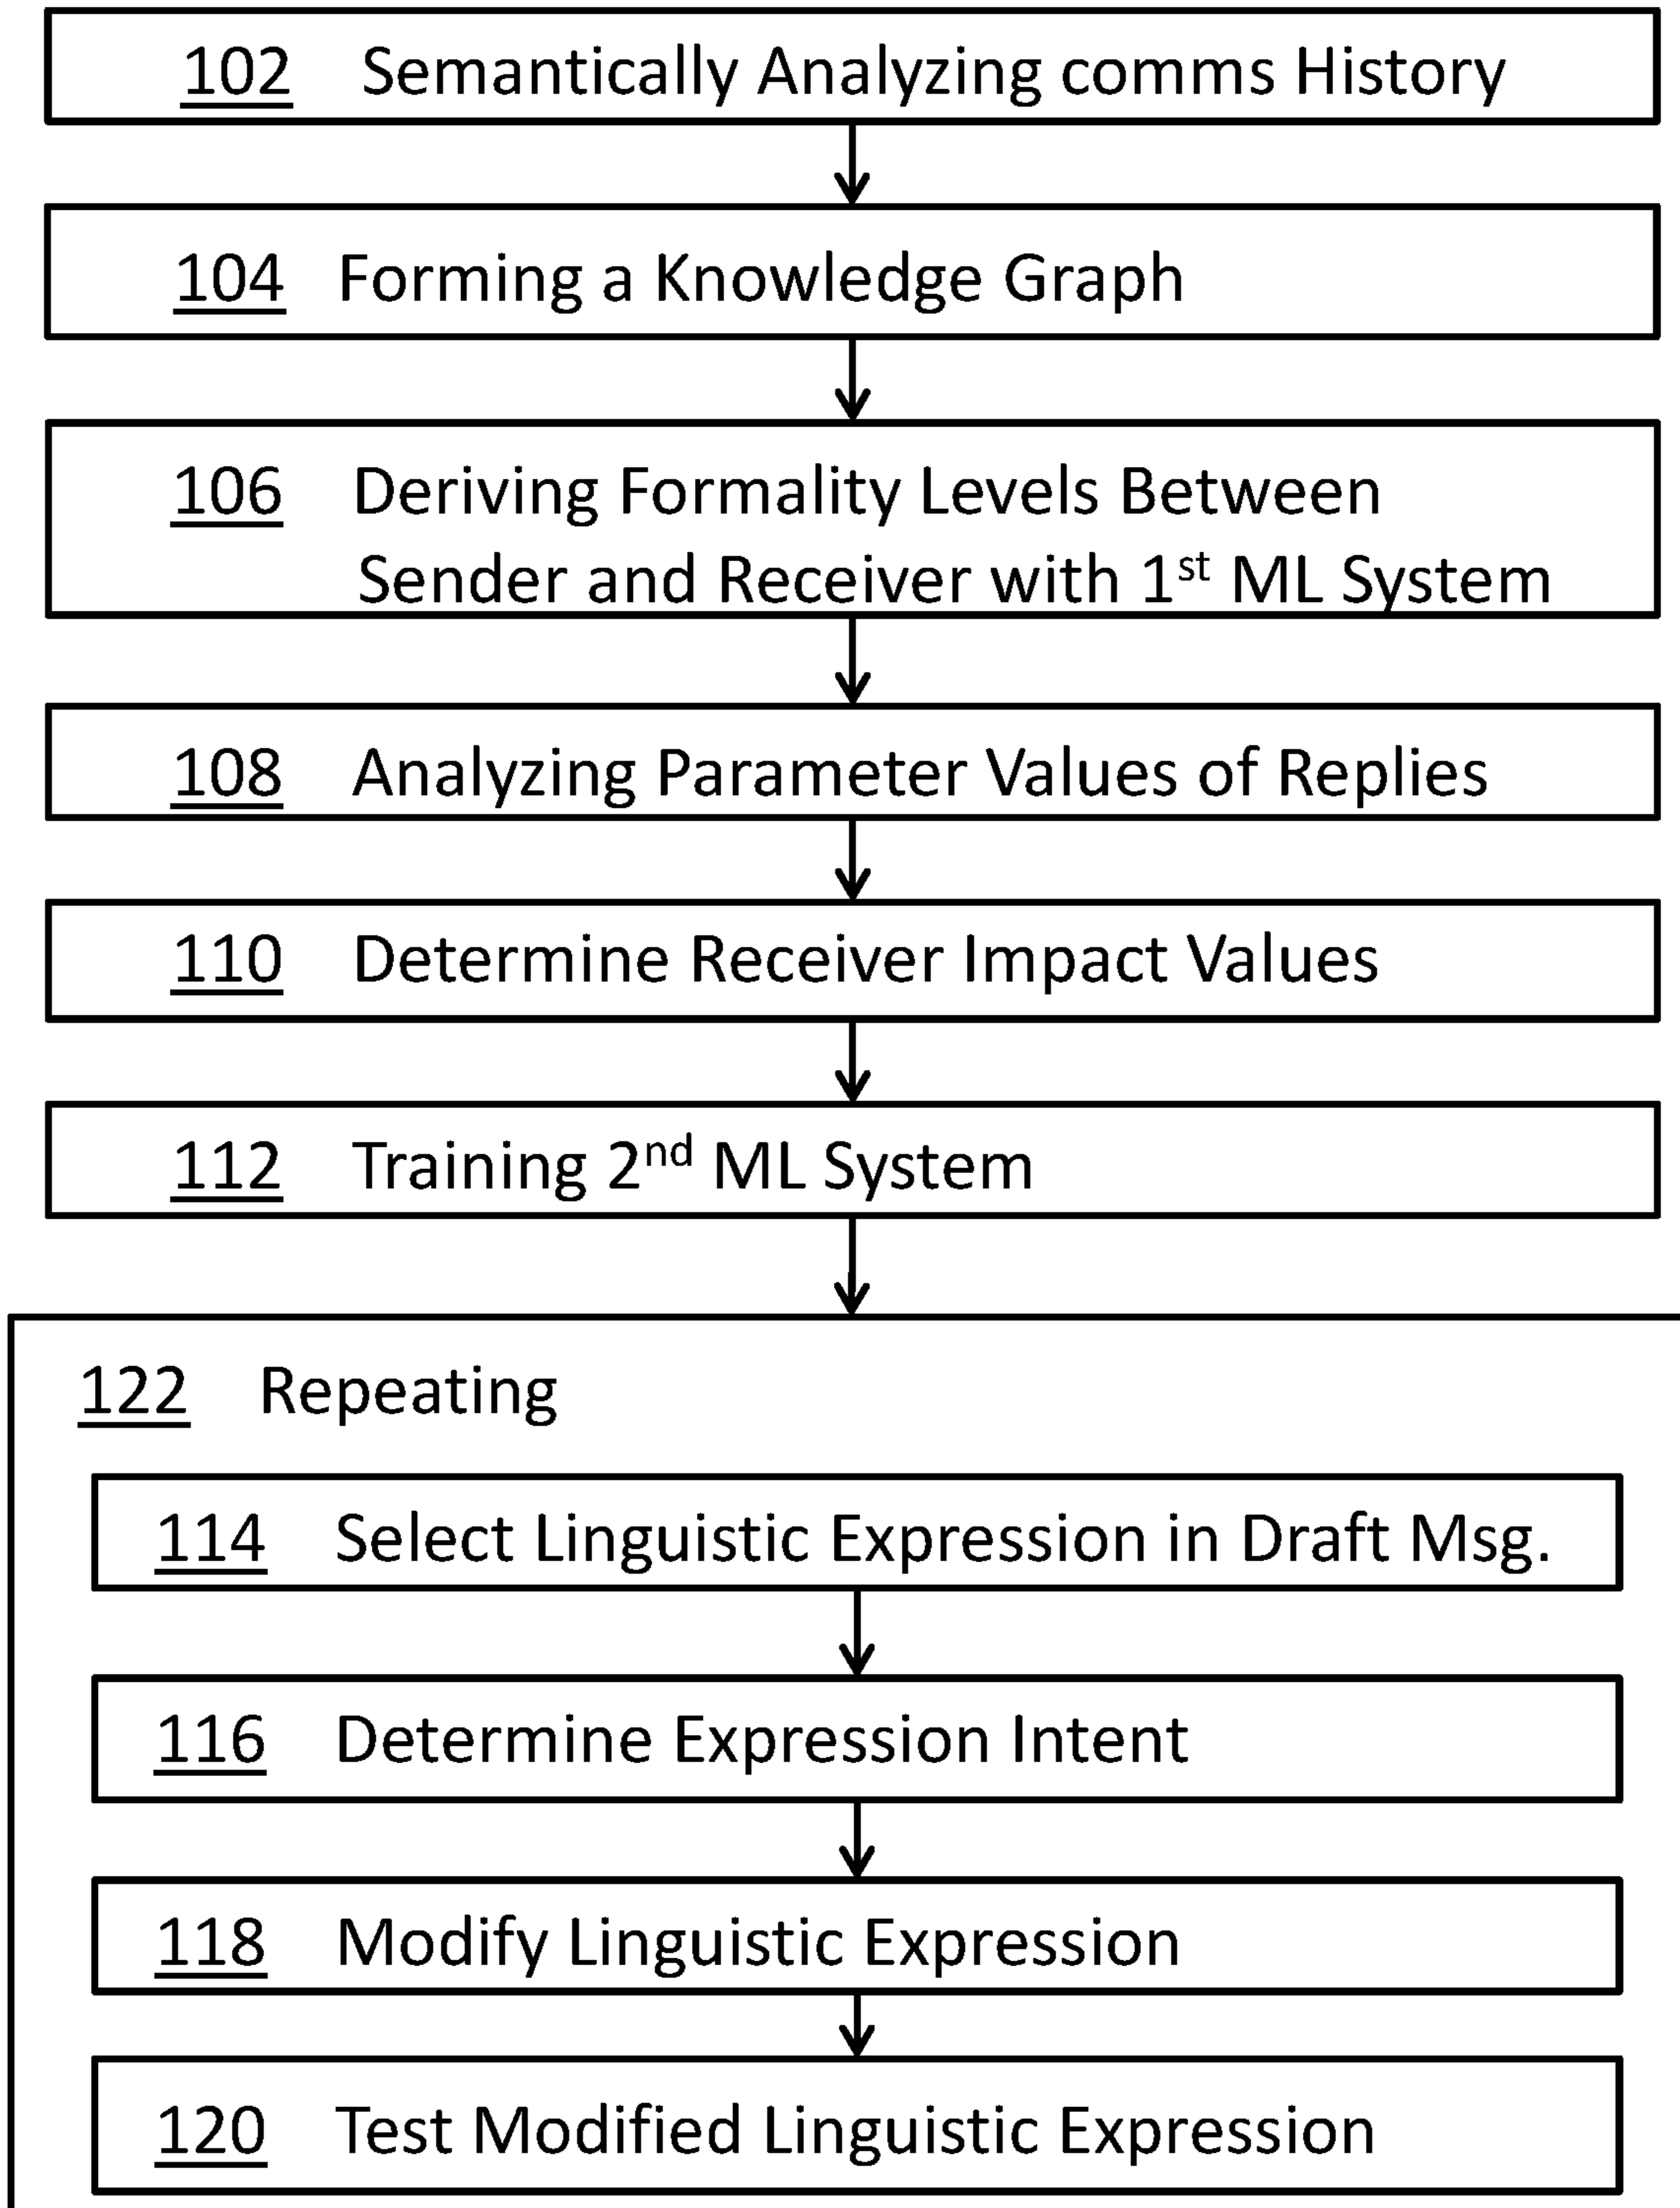 102 Semantically Analyzing comms History
104 Forming a Knowledge Graph
106 Deriving Formality Levels Between
Sender and Receiver with 1st ML System
108 Analyzing Parameter Values of Replies
110 Determine Receiver Impact Values
112 Training 2nd ML System
122 Repeating
114 Select Linguistic Expression in Draft Msg.
116 Determine Expression Intent
118 Modify Linguistic Expression
120 Test Modified Linguistic Expression